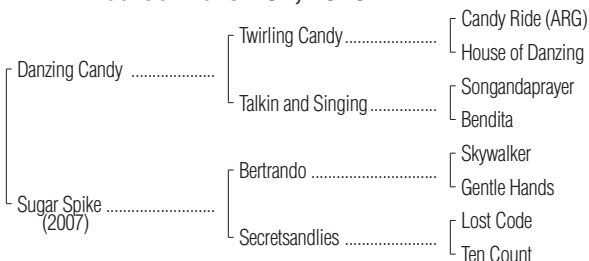 Candy Ride (ARG)
Twirling Candy..................
House of Danzing
Danzing Candy ...................
Songandaprayer
Talkin and Singing...............
Bendita
Skywalker
Bertrando .......................
Gentle Hands
Sugar Spike .........................
(2007)
Lost Code
Secretsandlies .....................
Ten Count